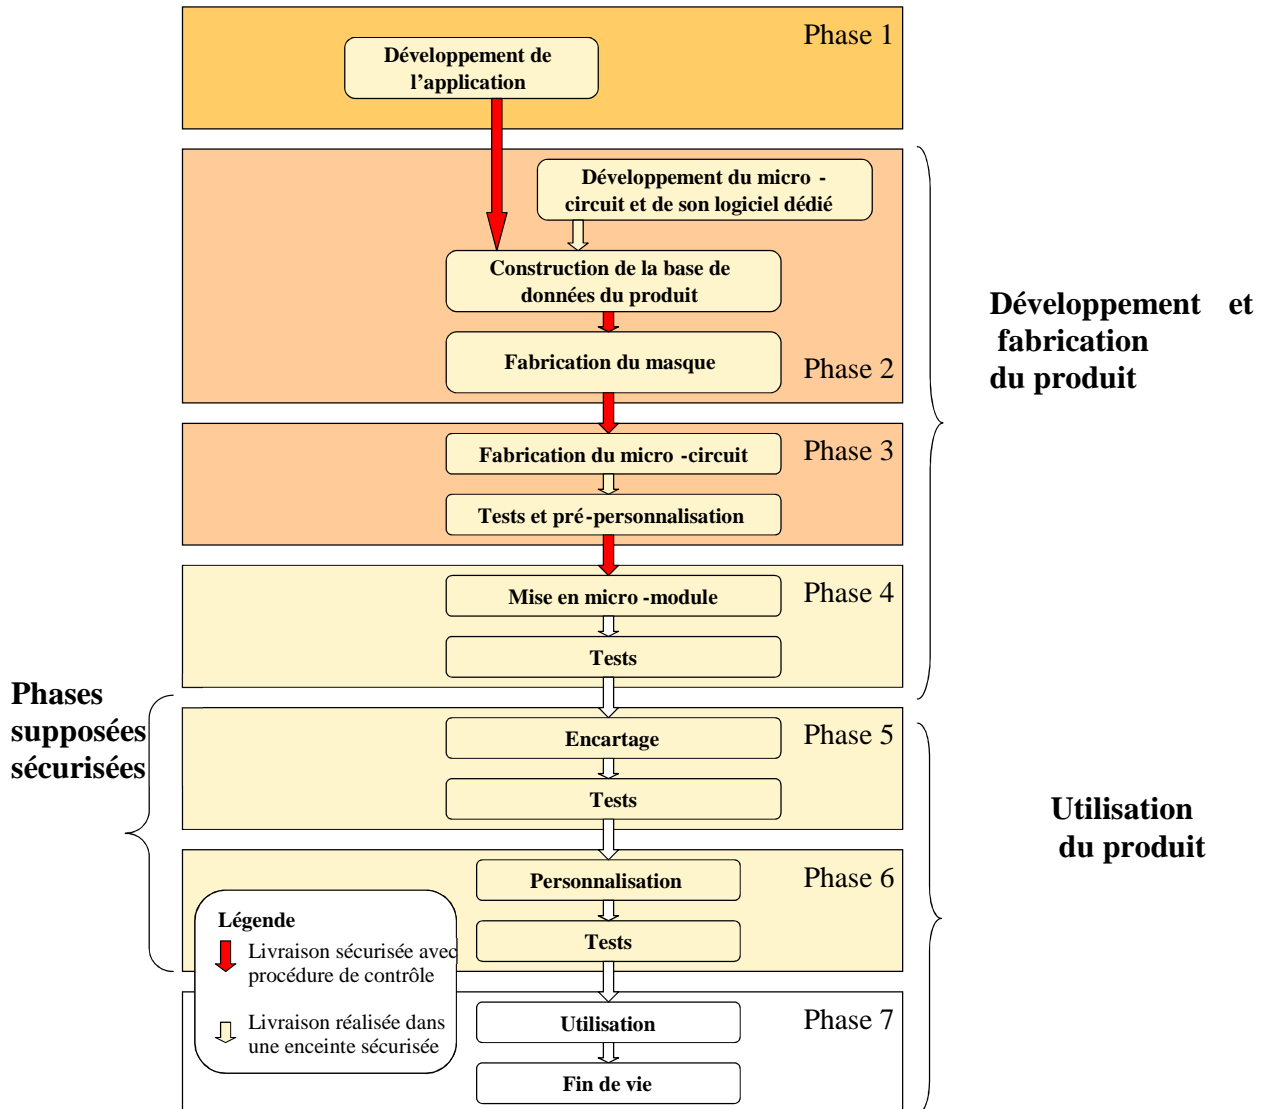 Phase 1
Développement de
l'application
Développement du micro -
circuit et de son logiciel dédié
Construction de la base de
données du produit
Fabrication du masque
Phase 2
Développement et
fabrication
du produit
Phase 3
Fabrication du micro -circuit
Tests et pré-personnalisation
Phase 4
Mise en micro -module
Tests
Phases
supposées
sécurisées
Phase 5
Encartage
Tests
Utilisation
du produit
Phase 6
Personnalisation
Tests
Légende
Livraison sécurisée avec
procédure de contrôle
Livraison réalisée dans
une enceinte sécurisée
Phase 7
Utilisation
Fin de vie